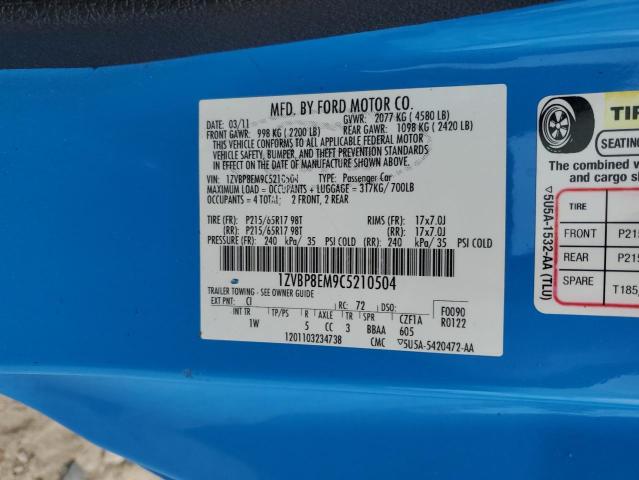 MFD. BY FORD MOTOR CO.
DATE: 03/11 GVWR: 2077 KG ( 4580 LB)
FRONT GAWR: 998 KG ( 2200 LB) REAR GAWR: 1098 KG ( 2420 LB)
THIS VEHICLE CONFORMS TO ALL APPLICABLE FEDERAL MOTOR
VEHICLE SAFETY, BUMPER, AND THEFT PREVENTION STANDARDS
IN EFFECT ON THE DATE OF MANUFACTURE SHOWN ABOVE.
VIN: 1ZVBP8EM9C5210504 TYPE: Passenger Car
MAXIMUM LOAD = OCCUPANTS + LUGGAGE = 317KG/ 700LB
OCCUPANTS = 4 TOTAL; 2 FRONT, 2 REAR
TIRE (FR): P215/65R17 98T RIMS (FR): 17x7.0J
(RR): P215/65R17 98T (RR): 17x7.0J
PRESSURE (FR): 240 kPa/ 35 PSI COLD (RR): 240 kPa/ 35 PSI COLD
1ZVBP8EM9C5210504
TRAILER TOWING - SEE OWNER GUIDE
EXT PNT: CI RC: 72 DSO: F0090
INT TR TP/PS R AXLE TR SPR CZF1A R0122
1W 5 CC 3 BBAA 605
1201103234738 CMC ▽5U5A-5420472-AA
▽5U5A-1532-AA (TLU)
TIR
SEATING
The combined w
and cargo sh
TIRE
FRONT P215
REAR P215
SPARE T185